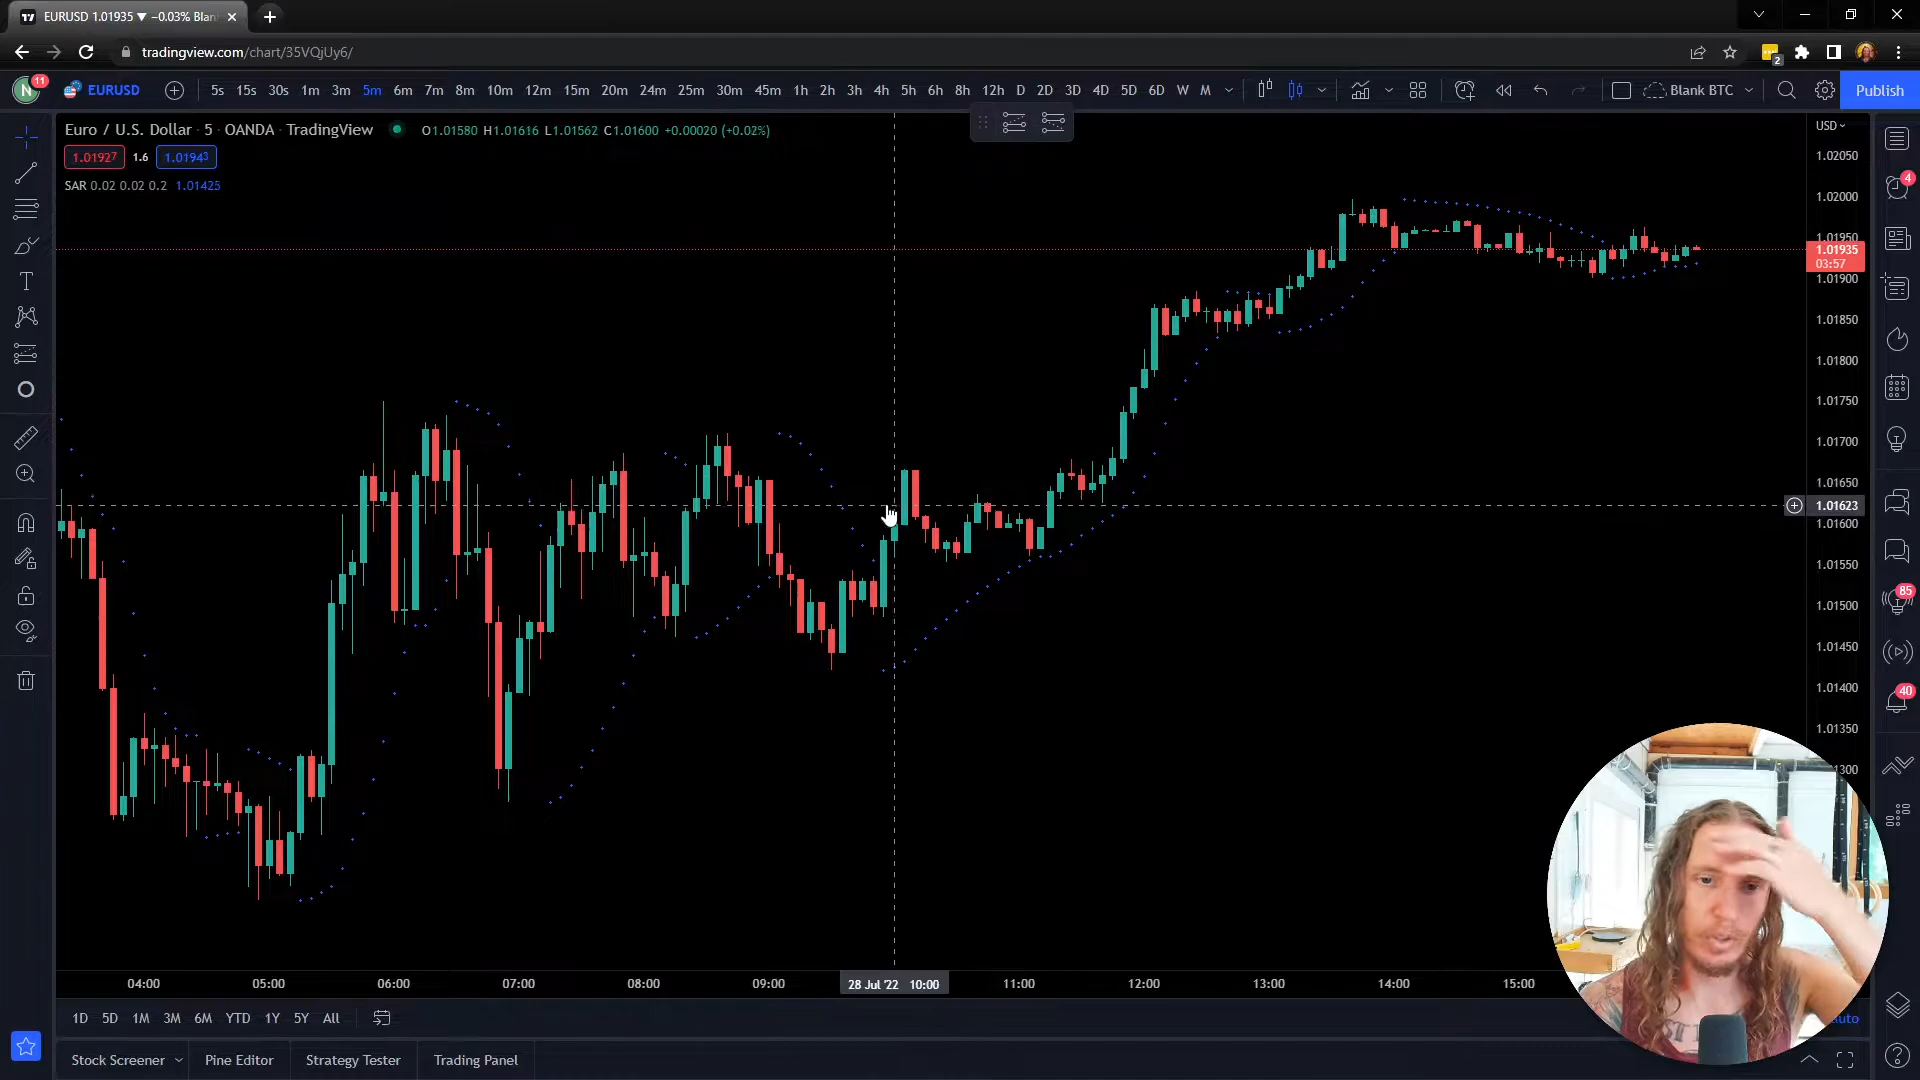 EURUSD 1.01935 ▼ −0.03% Blan
tradingview.com/chart/35VQjUy6/
2
N 11 EURUSD 5s 15s 30s 1m 3m 5m 6m 7m 8m 10m 12m 15m 20m 24m 25m 30m 45m 1h 2h 3h 4h 5h 6h 8h 12h D 2D 3D 4D 5D 6D W M Blank BTC Publish
Euro / U.S. Dollar · 5 · OANDA · TradingView O1.01580 H1.01616 L1.01562 C1.01600 +0.00020 (+0.02%)
1.01927 1.6 1.01943
SAR 0.02 0.02 0.2 1.01425
USD
1.02050
1.02000
1.01950
1.01935
03:57
1.01900
1.01850
1.01800
1.01750
1.01700
1.01650
1.01623
1.01600
1.01550
1.01500
1.01450
1.01400
1.01350
300
4
85
40
04:00 05:00 06:00 07:00 08:00 09:00 28 Jul '22 10:00 11:00 12:00 13:00 14:00 15:00
1D 5D 1M 3M 6M YTD 1Y 5Y All uto
Stock Screener Pine Editor Strategy Tester Trading Panel